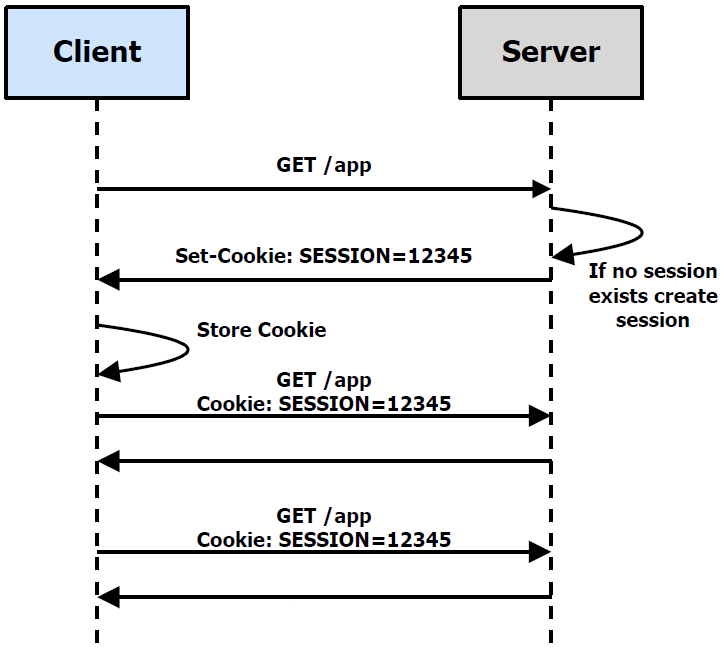 Client
Server
GET /app
Set-Cookie: SESSION=12345
If no session
exists create
session
Store Cookie
GET /app
Cookie: SESSION=12345
GET /app
Cookie: SESSION=12345